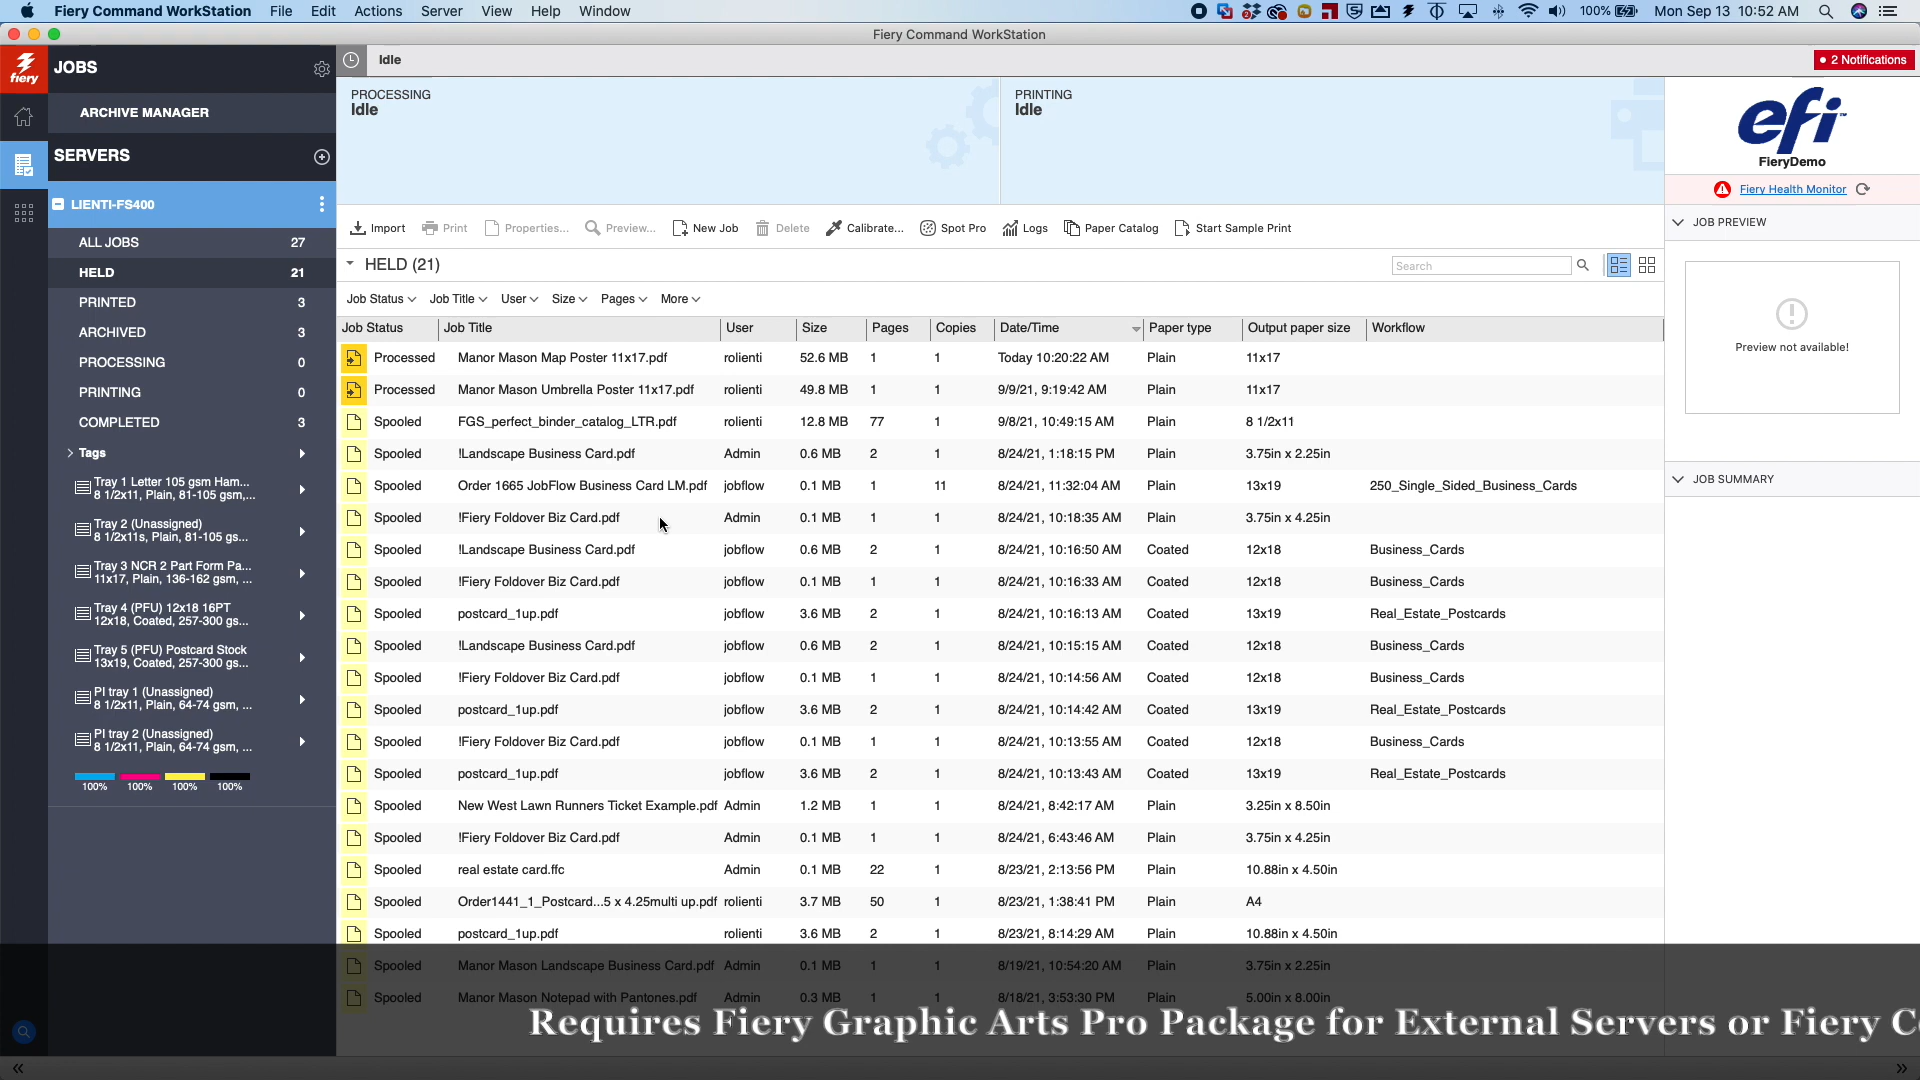 Fiery Command WorkStation File Edit Actions Server View Help Window 100% Mon Sep 13 10:52 AM
Fiery Command WorkStation
fiery JOBS Idle 2 Notifications
ARCHIVE MANAGER
SERVERS
LIENTI-FS400
ALL JOBS 27
HELD 21
PRINTED 3
ARCHIVED 3
PROCESSING 0
PRINTING 0
COMPLETED 3
Tags
Tray 1 Letter 105 gsm Ham...
8 1/2x11, Plain, 81-105 gsm,...
Tray 2 (Unassigned)
8 1/2x11s, Plain, 81-105 gs...
Tray 3 NCR 2 Part Form Pa...
11x17, Plain, 136-162 gsm, ...
Tray 4 (PFU) 12x18 16PT
12x18, Coated, 257-300 gs...
Tray 5 (PFU) Postcard Stock
13x19, Coated, 257-300 gs...
PI tray 1 (Unassigned)
8 1/2x11, Plain, 64-74 gsm, ...
PI tray 2 (Unassigned)
8 1/2x11, Plain, 64-74 gsm, ...
100% 100% 100% 100%
PROCESSING
Idle
PRINTING
Idle
Import Print Properties... Preview... New Job Delete Calibrate... Spot Pro Logs Paper Catalog Start Sample Print
HELD (21) Search
Job Status Job Title User Size Pages More
Job Status Job Title User Size Pages Copies Date/Time Paper type Output paper size Workflow
Processed Manor Mason Map Poster 11x17.pdf rolienti 52.6 MB 1 1 Today 10:20:22 AM Plain 11x17
Processed Manor Mason Umbrella Poster 11x17.pdf rolienti 49.8 MB 1 1 9/9/21, 9:19:42 AM Plain 11x17
Spooled FGS_perfect_binder_catalog_LTR.pdf rolienti 12.8 MB 77 1 9/8/21, 10:49:15 AM Plain 8 1/2x11
Spooled !Landscape Business Card.pdf Admin 0.6 MB 2 1 8/24/21, 1:18:15 PM Plain 3.75in x 2.25in
Spooled Order 1665 JobFlow Business Card LM.pdf jobflow 0.1 MB 1 11 8/24/21, 11:32:04 AM Plain 13x19 250_Single_Sided_Business_Cards
Spooled !Fiery Foldover Biz Card.pdf Admin 0.1 MB 1 1 8/24/21, 10:18:35 AM Plain 3.75in x 4.25in
Spooled !Landscape Business Card.pdf jobflow 0.6 MB 2 1 8/24/21, 10:16:50 AM Coated 12x18 Business_Cards
Spooled !Fiery Foldover Biz Card.pdf jobflow 0.1 MB 1 1 8/24/21, 10:16:33 AM Coated 12x18 Business_Cards
Spooled postcard_1up.pdf jobflow 3.6 MB 2 1 8/24/21, 10:16:13 AM Coated 13x19 Real_Estate_Postcards
Spooled !Landscape Business Card.pdf jobflow 0.6 MB 2 1 8/24/21, 10:15:15 AM Coated 12x18 Business_Cards
Spooled !Fiery Foldover Biz Card.pdf jobflow 0.1 MB 1 1 8/24/21, 10:14:56 AM Coated 12x18 Business_Cards
Spooled postcard_1up.pdf jobflow 3.6 MB 2 1 8/24/21, 10:14:42 AM Coated 13x19 Real_Estate_Postcards
Spooled !Fiery Foldover Biz Card.pdf jobflow 0.1 MB 1 1 8/24/21, 10:13:55 AM Coated 12x18 Business_Cards
Spooled postcard_1up.pdf jobflow 3.6 MB 2 1 8/24/21, 10:13:43 AM Coated 13x19 Real_Estate_Postcards
Spooled New West Lawn Runners Ticket Example.pdf Admin 1.2 MB 1 1 8/24/21, 8:42:17 AM Plain 3.25in x 8.50in
Spooled !Fiery Foldover Biz Card.pdf Admin 0.1 MB 1 1 8/24/21, 6:43:46 AM Plain 3.75in x 4.25in
Spooled real estate card.ffc Admin 0.1 MB 22 1 8/23/21, 2:13:56 PM Plain 10.88in x 4.50in
Spooled Order1441_1_Postcard...5 x 4.25multi up.pdf rolienti 3.7 MB 50 1 8/23/21, 1:38:41 PM Plain A4
Spooled postcard_1up.pdf rolienti 3.6 MB 2 1 8/23/21, 8:14:29 AM Plain 10.88in x 4.50in
Spooled Manor Mason Landscape Business Card.pdf Admin 0.1 MB 1 1 8/19/21, 10:54:20 AM Plain 3.75in x 2.25in
Spooled Manor Mason Notepad with Pantones.pdf Admin 0.3 MB 1 1 8/18/21, 3:53:30 PM Plain 5.00in x 8.00in
efi
FieryDemo
Fiery Health Monitor
JOB PREVIEW
Preview not available!
JOB SUMMARY
Requires Fiery Graphic Arts Pro Package for External Servers or Fiery C